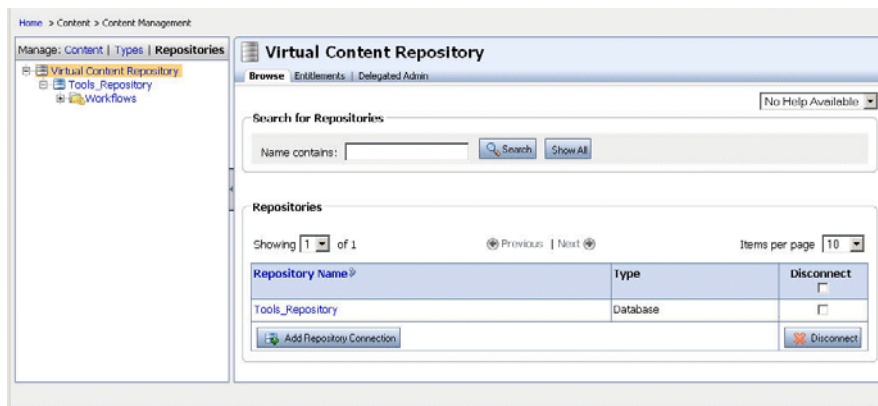 Home > Content > Content Management
Manage: Content | Types | Repositories
Virtual Content Repository
Tools_Repository
Workflows
Virtual Content Repository
Browse Entitlements | Delegated Admin
No Help Available
Search for Repositories
Name contains:
Search
Show All
Repositories
Showing 1 of 1
Previous | Next
Items per page 10
Repository Name Type Disconnect
Tools_Repository Database
Add Repository Connection
Disconnect